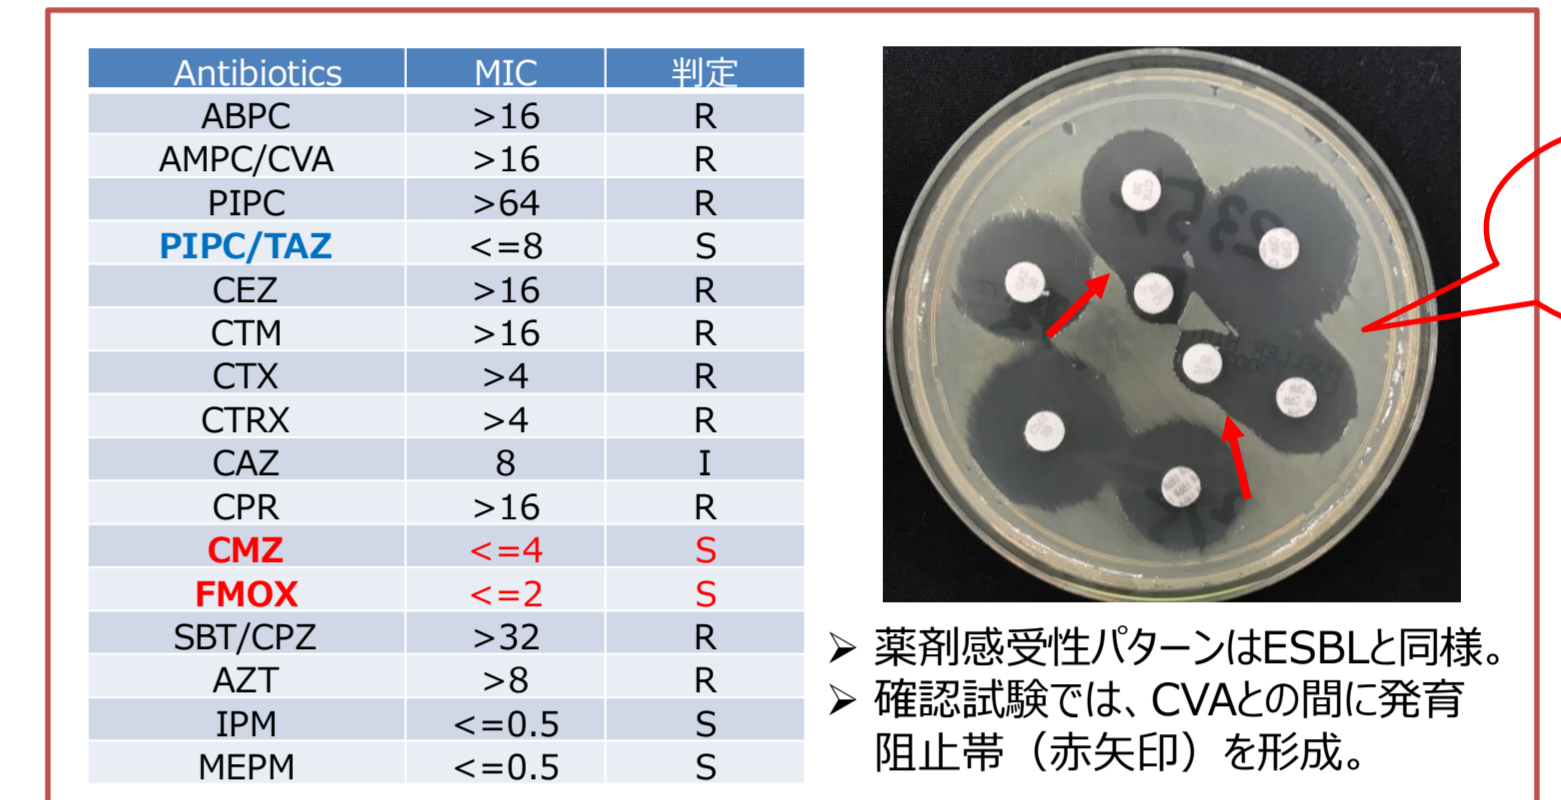 Antibiotics MIC 判定
ABPC >16 R
AMPC/CVA >16 R
PIPC >64 R
PIPC/TAZ <=8 S
CEZ >16 R
CTM >16 R
CTX >4 R
CTRX >4 R
CAZ 8 I
CPR >16 R
CMZ <=4 S
FMOX <=2 S
SBT/CPZ >32 R
AZT >8 R
IPM <=0.5 S
MEPM <=0.5 S
➢ 薬剤感受性パターンはESBLと同様。
➢ 確認試験では、CVAとの間に発育
阻止帯（赤矢印）を形成。